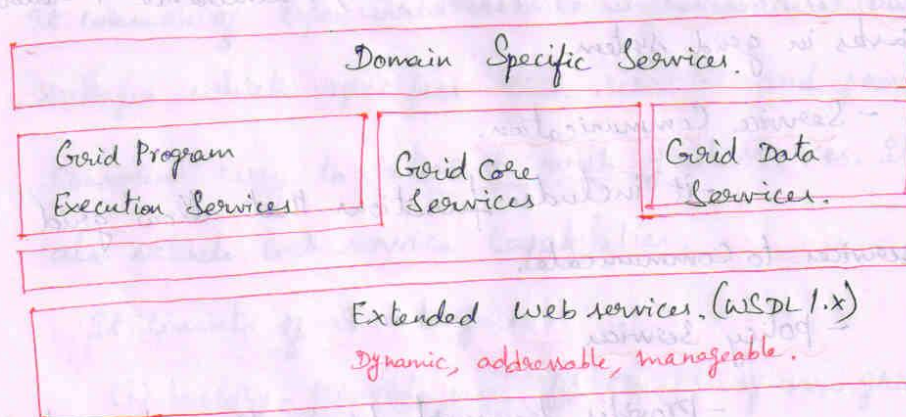 Domain Specific Services.
Grid Program
Execution Services
Grid Core
Services
Grid Data
Services.
Extended web services. (WSDL 1.x)
Dynamic, addressable, manageable.